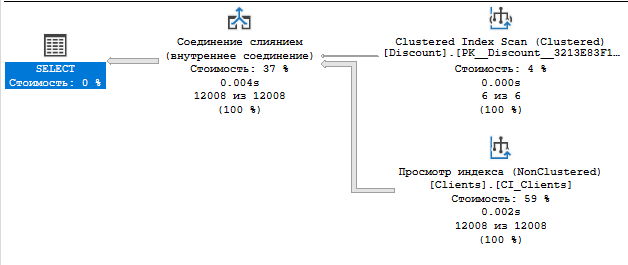 SELECT
Стоимость: 0 %
Соединение слиянием
(внутреннее соединение)
Стоимость: 37 %
0.004s
12008 из 12008
(100 %)
Clustered Index Scan (Clustered)
[Discount].[PK__Discount__3213E83F1…
Стоимость: 4 %
0.000s
6 из 6
(100 %)
Просмотр индекса (NonClustered)
[Clients].[CI_Clients]
Стоимость: 59 %
0.002s
12008 из 12008
(100 %)